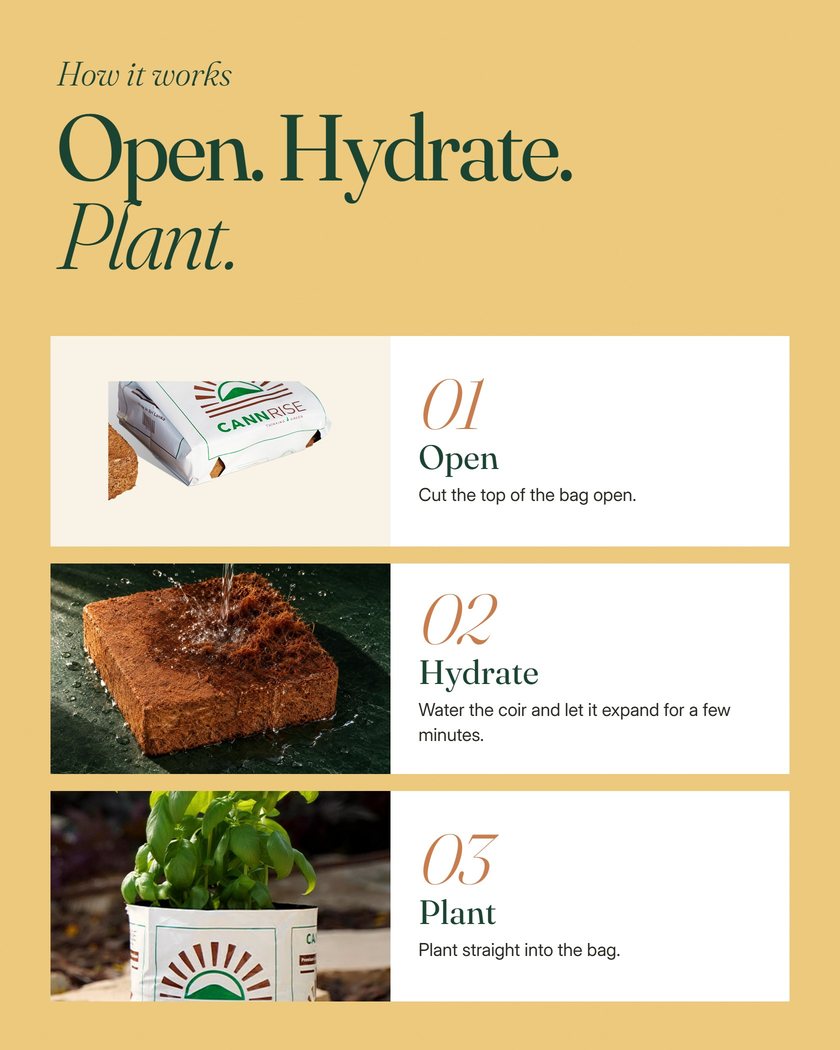 How it works
Open. Hydrate.
Plant.
CANNRISE
01
Open
Cut the top of the bag open.
02
Hydrate
Water the coir and let it expand for a few
minutes.
03
Plant
Plant straight into the bag.
CA